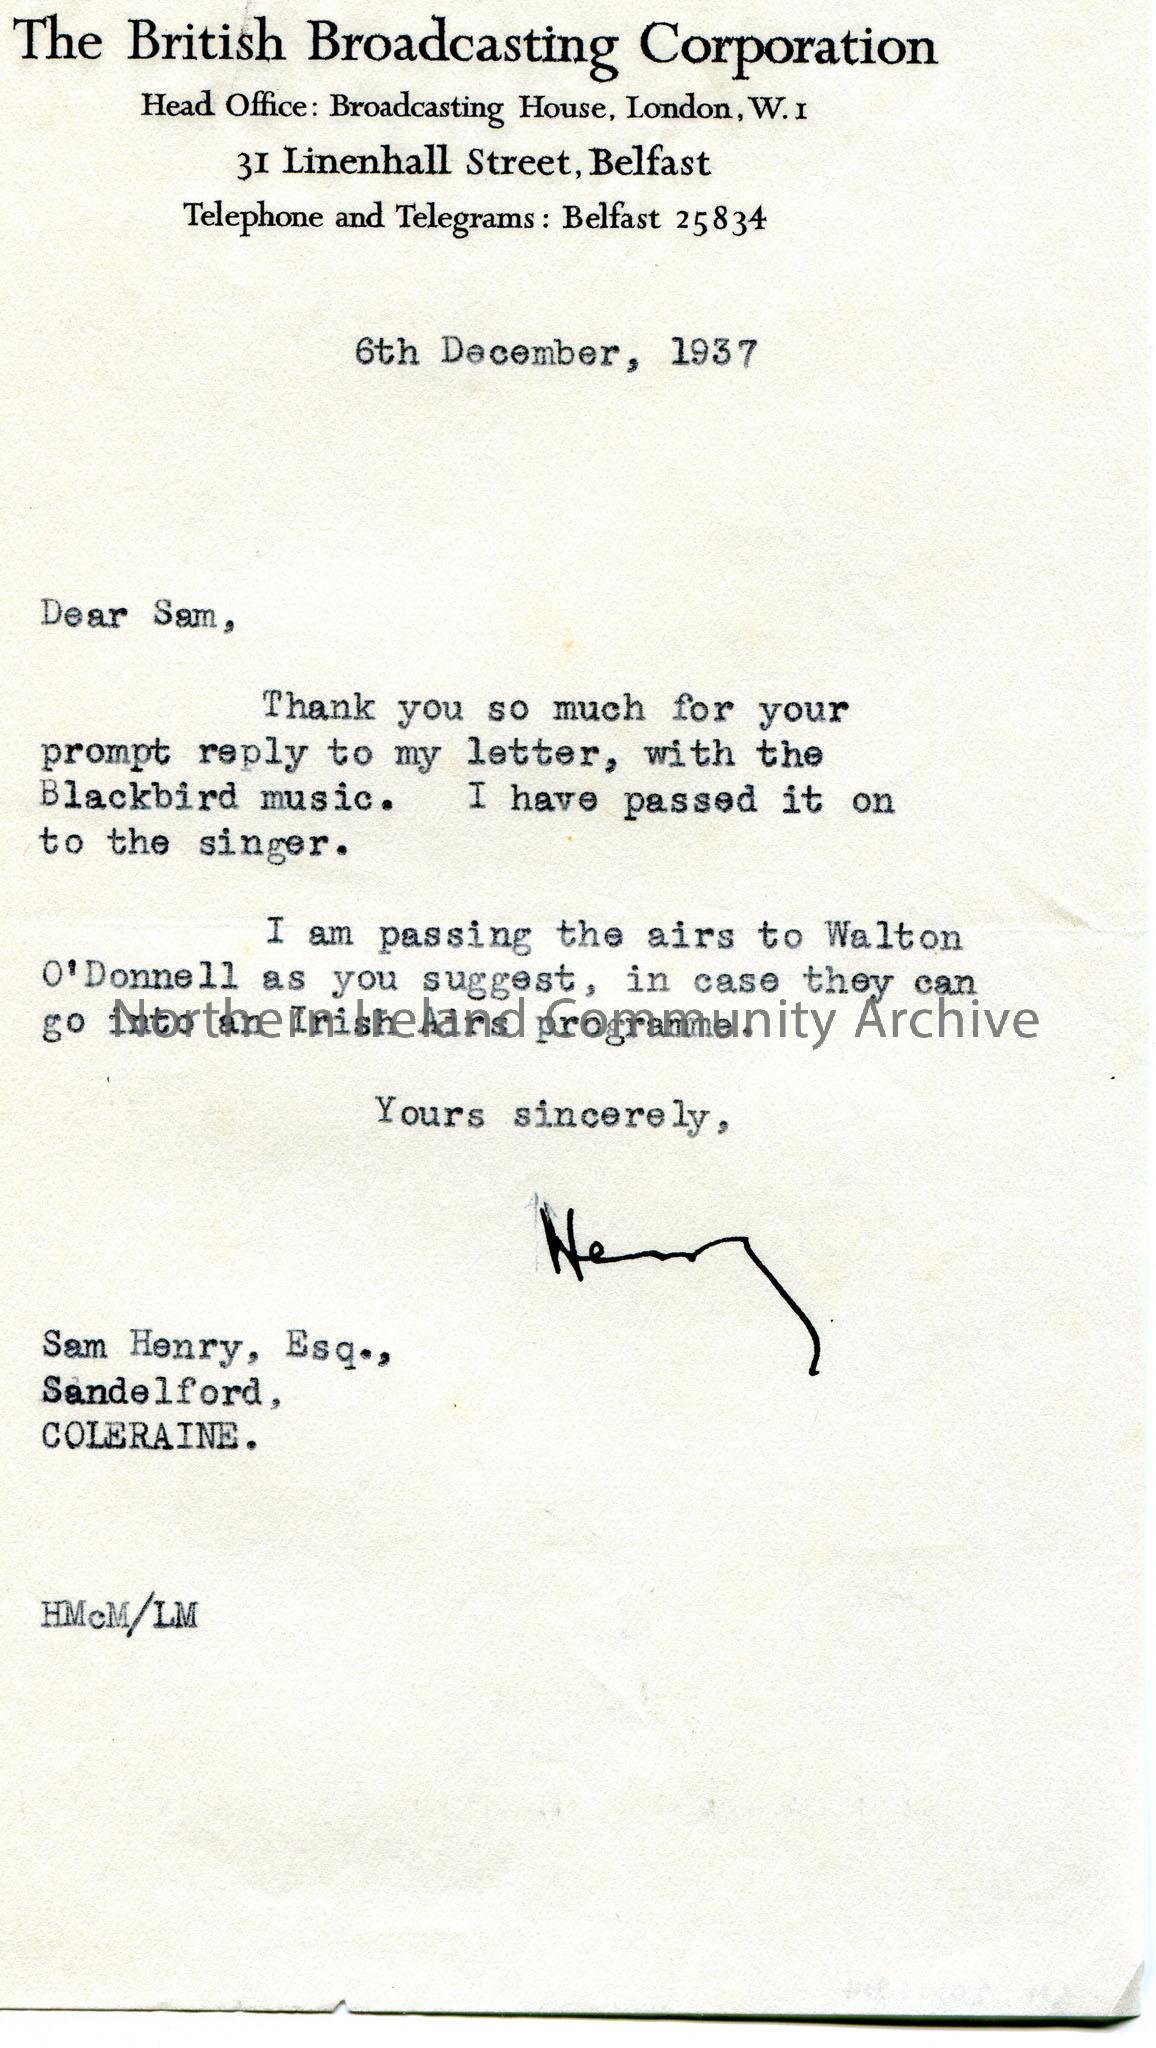 The British Broadcasting Corporation
Head Office: Broadcasting House, London, W.1
31 Linenhall Street, Belfast
Telephone and Telegrams: Belfast 25834
6th December, 1937
Dear Sam,
Thank you so much for your
prompt reply to my letter, with the
Blackbird music. I have passed it on
to the singer.
I am passing the airs to Walton
O'Donnell as you suggest, in case they can
go into an Irish Airs programme.
Northern Ireland Community Archive
Yours sincerely,
Henry
Sam Henry, Esq.,
Sandelford,
COLERAINE.
HMcM/LM